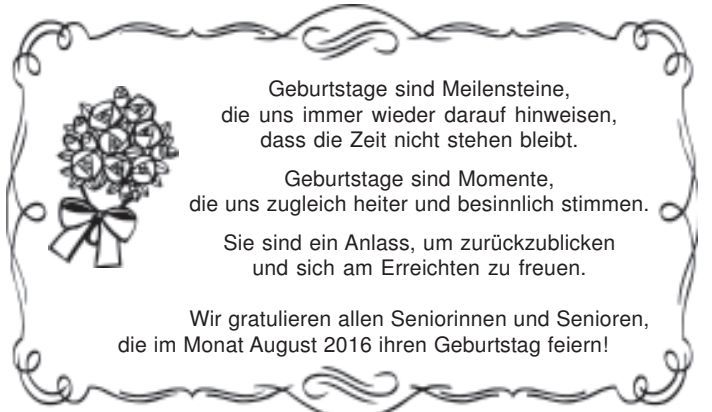 Geburtstage sind Meilensteine,
die uns immer wieder darauf hinweisen,
dass die Zeit nicht stehen bleibt.
Geburtstage sind Momente,
die uns zugleich heiter und besinnlich stimmen.
Sie sind ein Anlass, um zurückzublicken
und sich am Erreichten zu freuen.
Wir gratulieren allen Seniorinnen und Senioren,
die im Monat August 2016 ihren Geburtstag feiern!